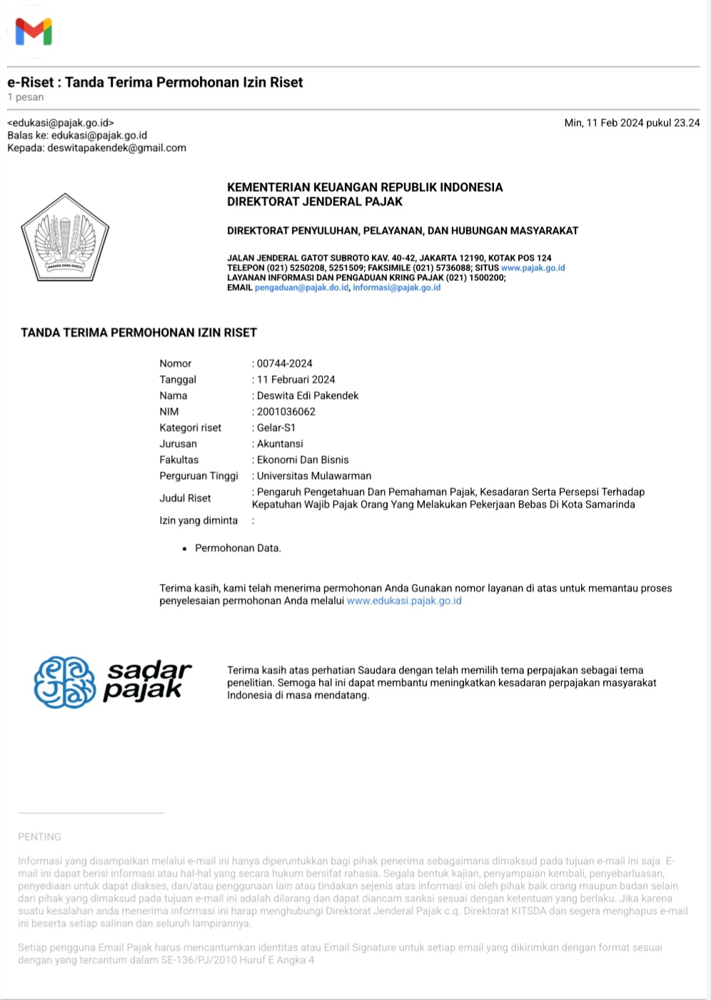 e-Riset : Tanda Terima Permohonan Izin Riset
1 pesan
<edukasi@pajak.go.id>
Min, 11 Feb 2024 pukul 23.24
Balas ke: edukasi@pajak.go.id
Kepada: deswitapakendek@gmail.com
KEMENTERIAN KEUANGAN REPUBLIK INDONESIA
DIREKTORAT JENDERAL PAJAK
DIREKTORAT PENYULUHAN, PELAYANAN, DAN HUBUNGAN MASYARAKAT
JALAN JENDERAL GATOT SUBROTO KAV. 40-42, JAKARTA 12190, KOTAK POS 124
TELEPON (021) 5250208, 5251509; FAKSIMILE (021) 5736088; SITUS www.pajak.go.id
LAYANAN INFORMASI DAN PENGADUAN KRING PAJAK (021) 1500200;
EMAIL pengaduan@pajak.do.id, informasi@pajak.go.id
NAGARA DANA RAKCA
TANDA TERIMA PERMOHONAN IZIN RISET
Nomor : 00744-2024
Tanggal : 11 Februari 2024
Nama : Deswita Edi Pakendek
NIM : 2001036062
Kategori riset : Gelar-S1
Jurusan : Akuntansi
Fakultas : Ekonomi Dan Bisnis
Perguruan Tinggi : Universitas Mulawarman
Judul Riset : Pengaruh Pengetahuan Dan Pemahaman Pajak, Kesadaran Serta Persepsi Terhadap
Kepatuhan Wajib Pajak Orang Yang Melakukan Pekerjaan Bebas Di Kota Samarinda
Izin yang diminta :
• Permohonan Data.
Terima kasih, kami telah menerima permohonan Anda Gunakan nomor layanan di atas untuk memantau proses
penyelesaian permohonan Anda melalui www.edukasi.pajak.go.id
sadar
pajak
Terima kasih atas perhatian Saudara dengan telah memilih tema perpajakan sebagai tema
penelitian. Semoga hal ini dapat membantu meningkatkan kesadaran perpajakan masyarakat
Indonesia di masa mendatang.
PENTING
Informasi yang disampaikan melalui e-mail ini hanya diperuntukkan bagi pihak penerima sebagaimana dimaksud pada tujuan e-mail ini saja. E-
mail ini dapat berisi informasi atau hal-hal yang secara hukum bersifat rahasia. Segala bentuk kajian, penyampaian kembali, penyebarluasan,
penyediaan untuk dapat diakses, dan/atau penggunaan lain atau tindakan sejenis atas informasi ini oleh pihak baik orang maupun badan selain
dari pihak yang dimaksud pada tujuan e-mail ini adalah dilarang dan dapat diancam sanksi sesuai dengan ketentuan yang berlaku. Jika karena
suatu kesalahan anda menerima informasi ini harap menghubungi Direktorat Jenderal Pajak c.q. Direktorat KITSDA dan segera menghapus e-mail
ini beserta setiap salinan dan seluruh lampirannya.
Setiap pengguna Email Pajak harus mencantumkan identitas atau Email Signature untuk setiap email yang dikirimkan dengan format sesuai
dengan yang tercantum dalam SE-136/PJ/2010 Huruf E Angka 4